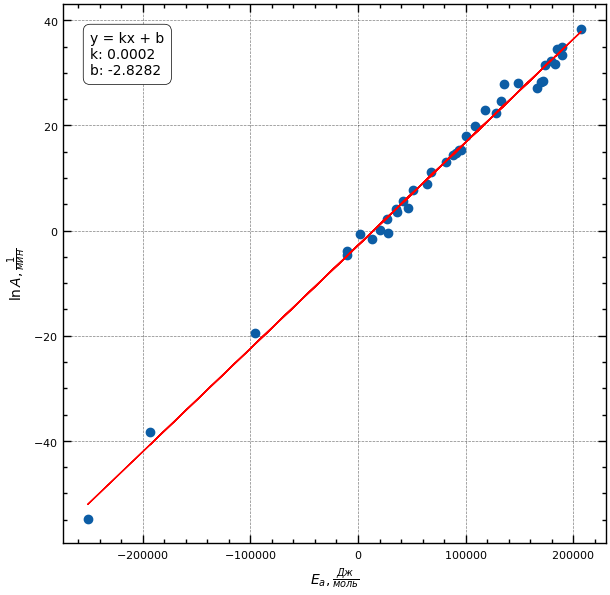 y = kx + b
k: 0.0002
b: -2.8282
40
20
0
−20
−40
ln A, 1/мин
−200000
−100000
0
100000
200000
Eₐ, Дж/моль